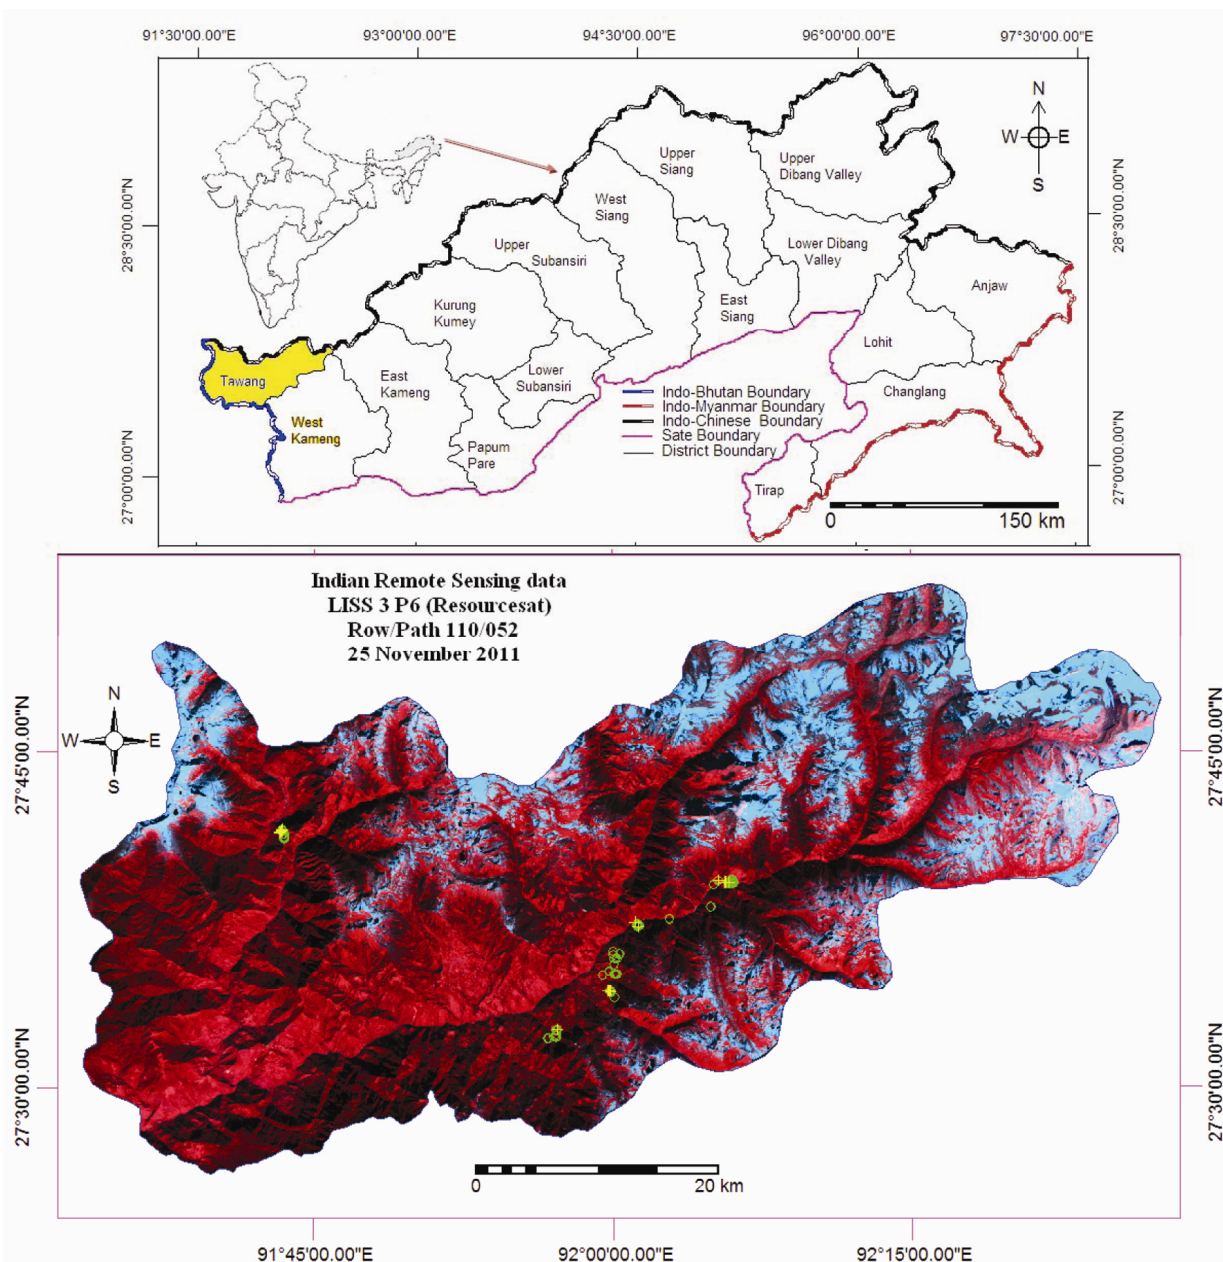 91°30'00.00"E
93°00'00.00"E
94°30'00.00"E
96°00'00.00"E
97°30'00.00"E
28°30'00.00"N
27°00'00.00"N
N
W
E
S
Upper
Siang
Upper
Dibang Valley
West
Siang
Upper
Subansiri
Lower Dibang
Valley
Anjaw
Kurung
Kumey
East
Siang
Lohit
Tawang
East
Kameng
Lower
Subansiri
Changlang
West
Kameng
Papum
Pare
Tirap
Indo-Bhutan Boundary
Indo-Myanmar Boundary
Indo-Chinese Boundary
Sate Boundary
District Boundary
0
150 km
28°30'00.00"N
27°00'00.00"N
Indian Remote Sensing data
LISS 3 P6 (Resourcesat)
Row/Path 110/052
25 November 2011
N
W
E
S
27°45'00.00"N
27°30'00.00"N
27°45'00.00"N
27°30'00.00"N
0
20 km
91°45'00.00"E
92°00'00.00"E
92°15'00.00"E